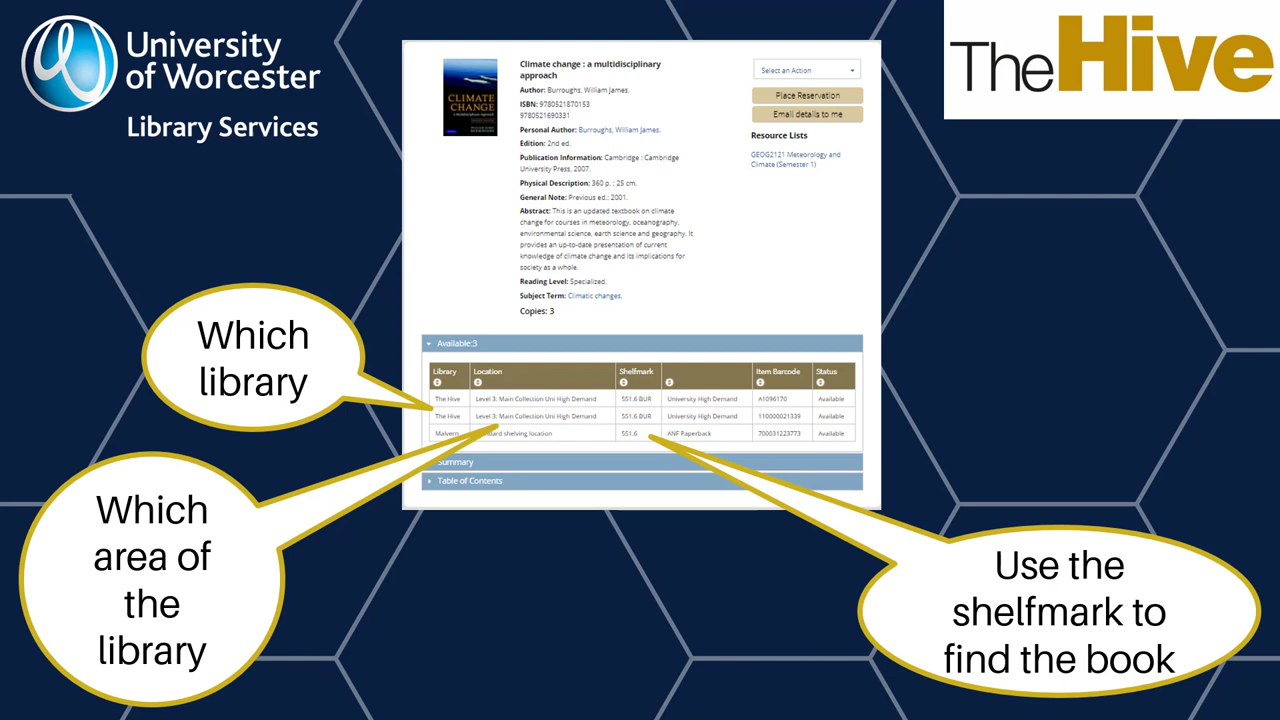 University
of Worcester
Library Services
The Hive
CLIMATE
CHANGE
Climate change : a multidisciplinary
approach
Author: Burroughs, William James.
ISBN: 9780521870153
9780521690331
Personal Author: Burroughs, William James.
Edition: 2nd ed.
Publication Information: Cambridge : Cambridge
University Press, 2007.
Physical Description: 360 p. ; 25 cm.
General Note: Previous ed.: 2001.
Abstract: This is an updated textbook on climate
change for courses in meteorology, oceanography,
environmental science, earth science and geography. It
provides an up-to-date presentation of current
knowledge of climate change and its implications for
society as a whole.
Reading Level: Specialized.
Subject Term: Climatic changes.
Copies: 3
Select an Action
Place Reservation
Email details to me
Resource Lists
GEOG2121 Meteorology and
Climate (Semester 1)
Available:3
Library Location Shelfmark Item Barcode Status
The Hive Level 3: Main Collection Uni High Demand 551.6 BUR University High Demand A1096170 Available
The Hive Level 3: Main Collection Uni High Demand 551.6 BUR University High Demand 110000021339 Available
Malvern shelving location 551.6 ANF Paperback 700031223773 Available
Summary
Table of Contents
Which
library
Which
area of
the
library
Use the
shelfmark to
find the book